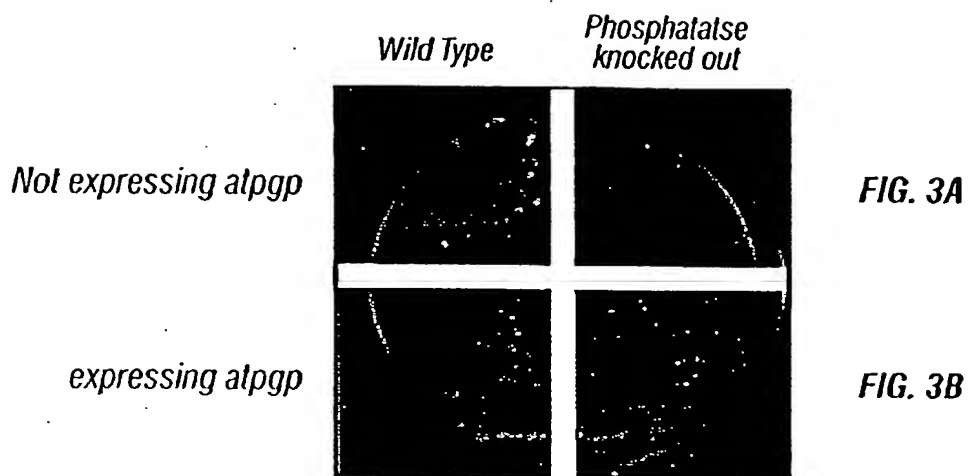 Wild Type
Phosphatatse
knocked out
Not expressing atpgp
FIG. 3A
expressing atpgp
FIG. 3B